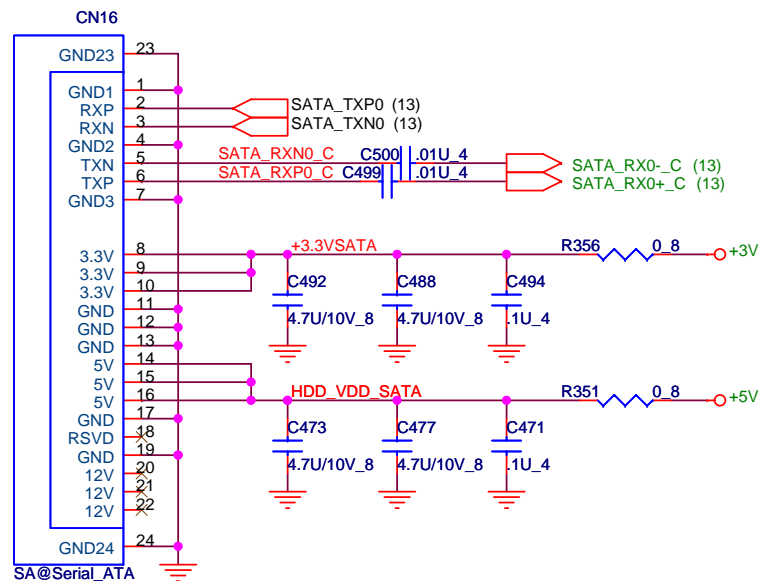 CN16
GND23 23
GND1 1
RXP 2 SATA_TXP0 (13)
RXN 3 SATA_TXN0 (13)
GND2 4
TXN 5 SATA_RXN0_C C500 .01U_4 SATA_RX0-_C (13)
TXP 6 SATA_RXP0_C C499 .01U_4 SATA_RX0+_C (13)
GND3 7
3.3V 8 +3.3VSATA R356 0_8 +3V
3.3V 9
3.3V 10
C492 C488 C494
GND 11
4.7U/10V_8 4.7U/10V_8 .1U_4
GND 12
GND 13
5V 14
5V 15
5V 16 HDD_VDD_SATA R351 0_8 +5V
GND 17
C473 C477 C471
RSVD 18
GND 19
4.7U/10V_8 4.7U/10V_8 .1U_4
12V 20
12V 21
12V 22
GND24 24
SA@Serial_ATA